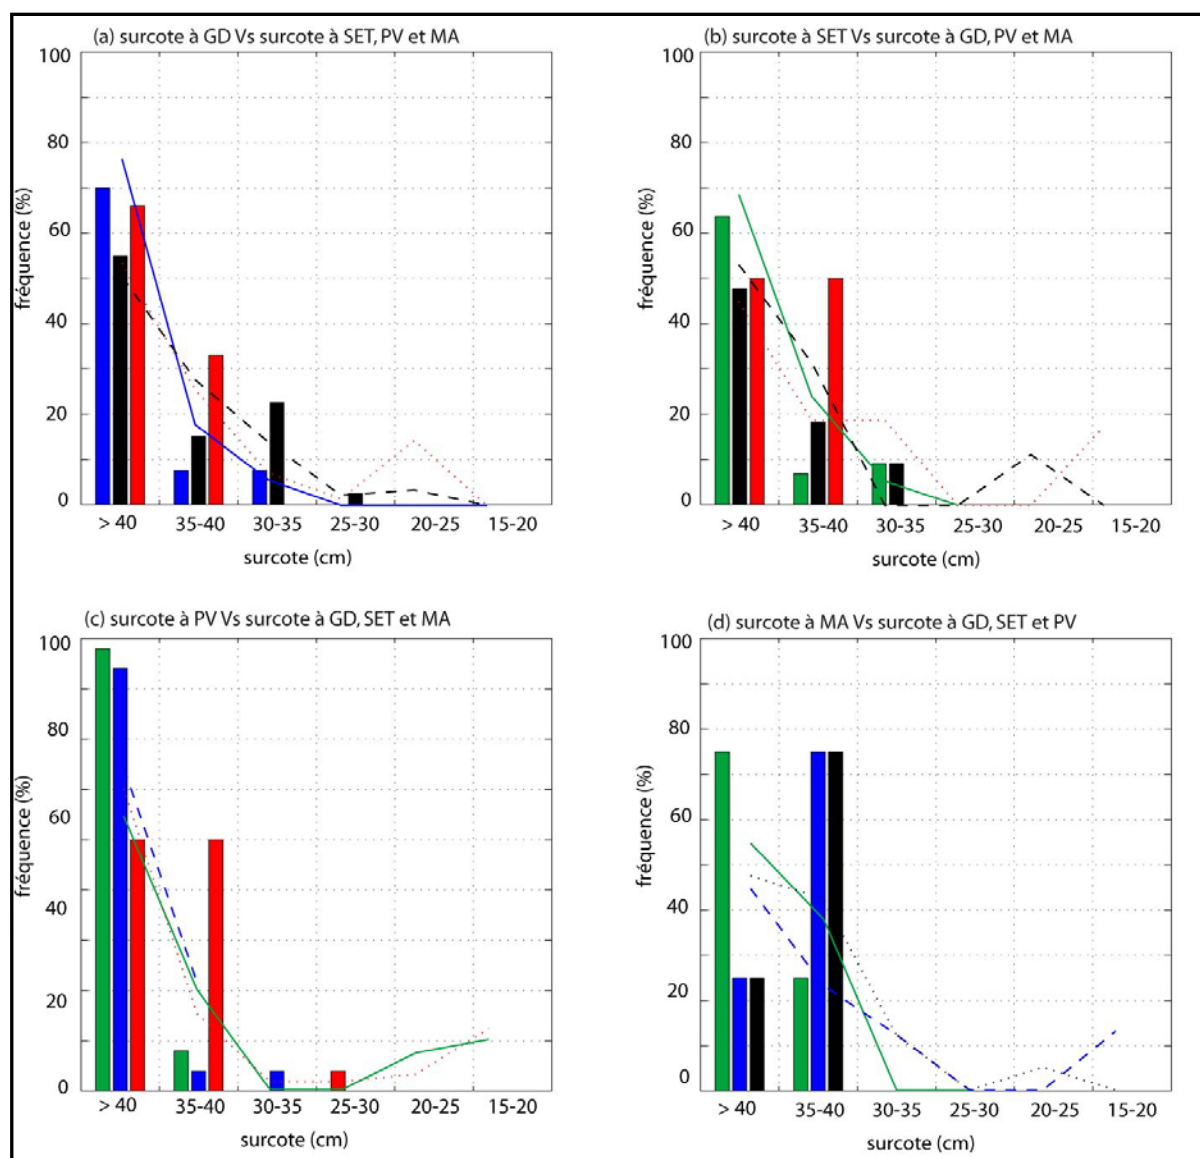 (a) surcote à GD Vs surcote à SET, PV et MA
100
80
60
40
20
0
fréquence (%)
> 40 35-40 30-35 25-30 20-25 15-20
surcote (cm)
(b) surcote à SET Vs surcote à GD, PV et MA
100
80
60
40
20
0
fréquence (%)
> 40 35-40 30-35 25-30 20-25 15-20
surcote (cm)
(c) surcote à PV Vs surcote à GD, SET et MA
100
80
60
40
20
0
fréquence (%)
> 40 35-40 30-35 25-30 20-25 15-20
surcote (cm)
(d) surcote à MA Vs surcote à GD, SET et PV
100
80
60
40
20
0
fréquence (%)
> 40 35-40 30-35 25-30 20-25 15-20
surcote (cm)